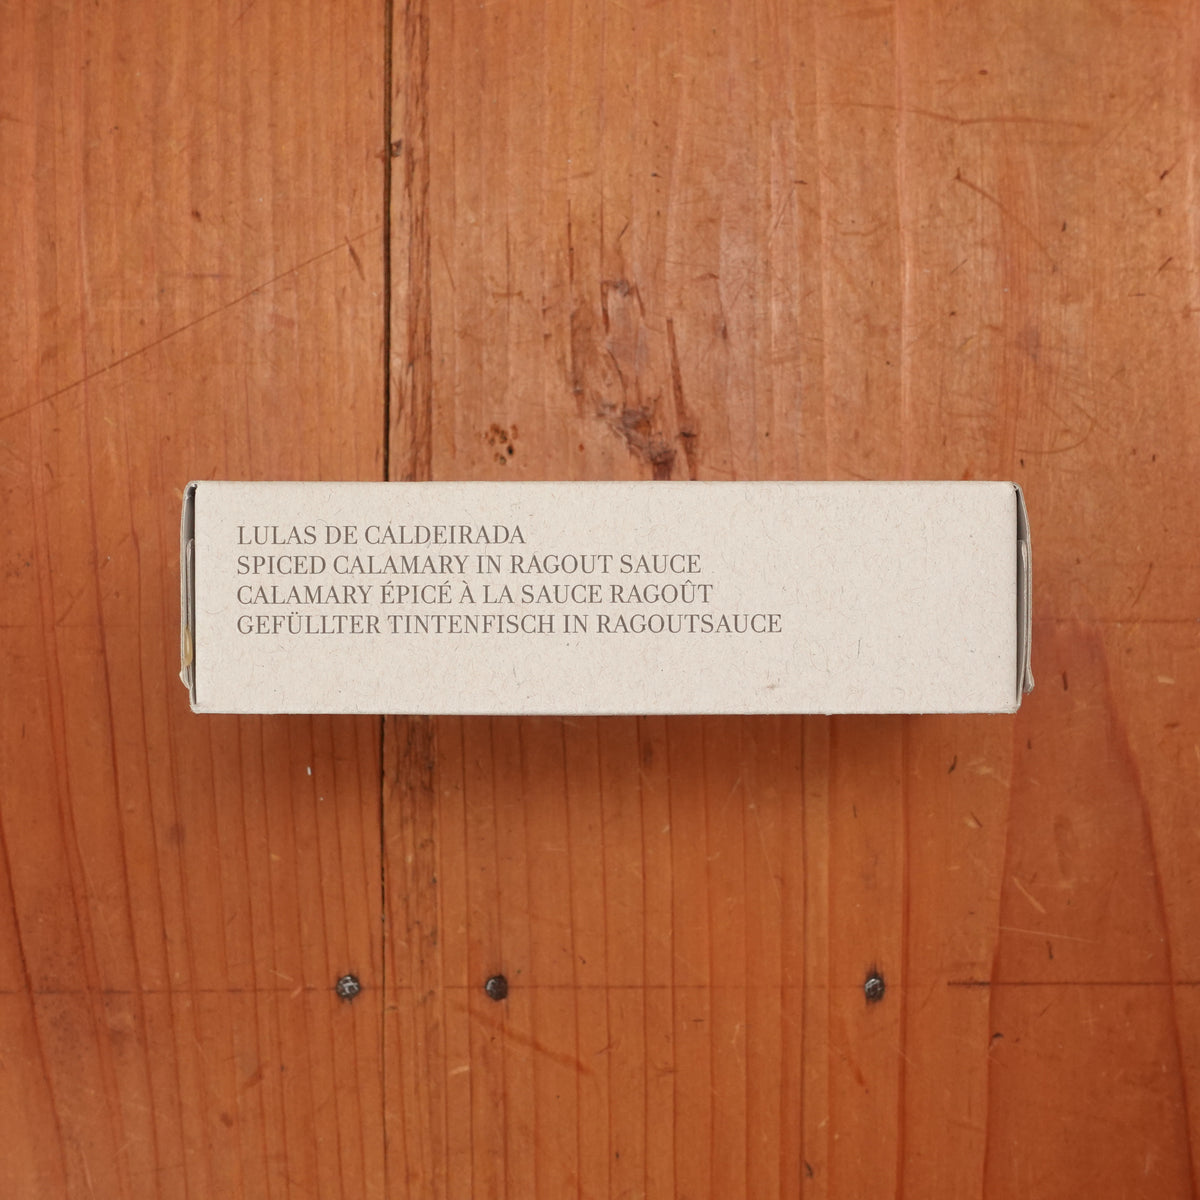 LULAS DE CALDEIRADA
SPICED CALAMARY IN RAGOUT SAUCE
CALAMARY ÉPICÉ À LA SAUCE RAGOÛT
GEFÜLLTER TINTENFISCH IN RAGOUTSAUCE